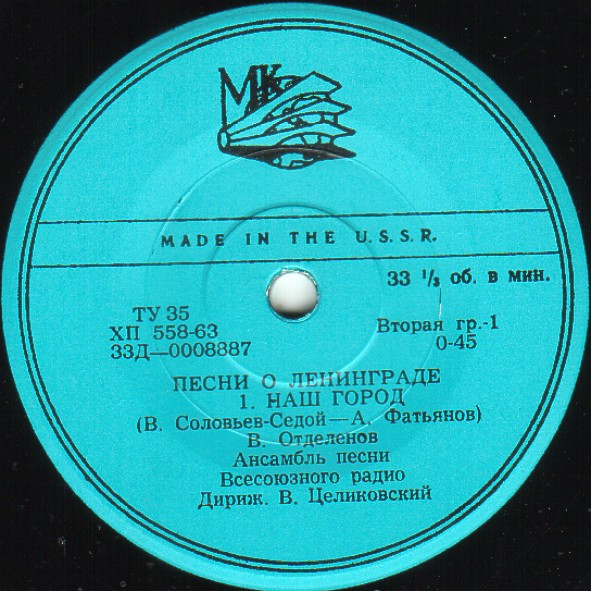 МК
MADE IN THE U.S.S.R.
33 1/3 об. в мин.
ТУ 35
ХП 558-63
33Д—0008887
Вторая гр.-1
0-45
ПЕСНИ О ЛЕНИНГРАДЕ
1. НАШ ГОРОД
(В. Соловьев-Седой—А. Фатьянов)
В. Отделенов
Ансамбль песни
Всесоюзного радио
Дириж. В. Целиковский